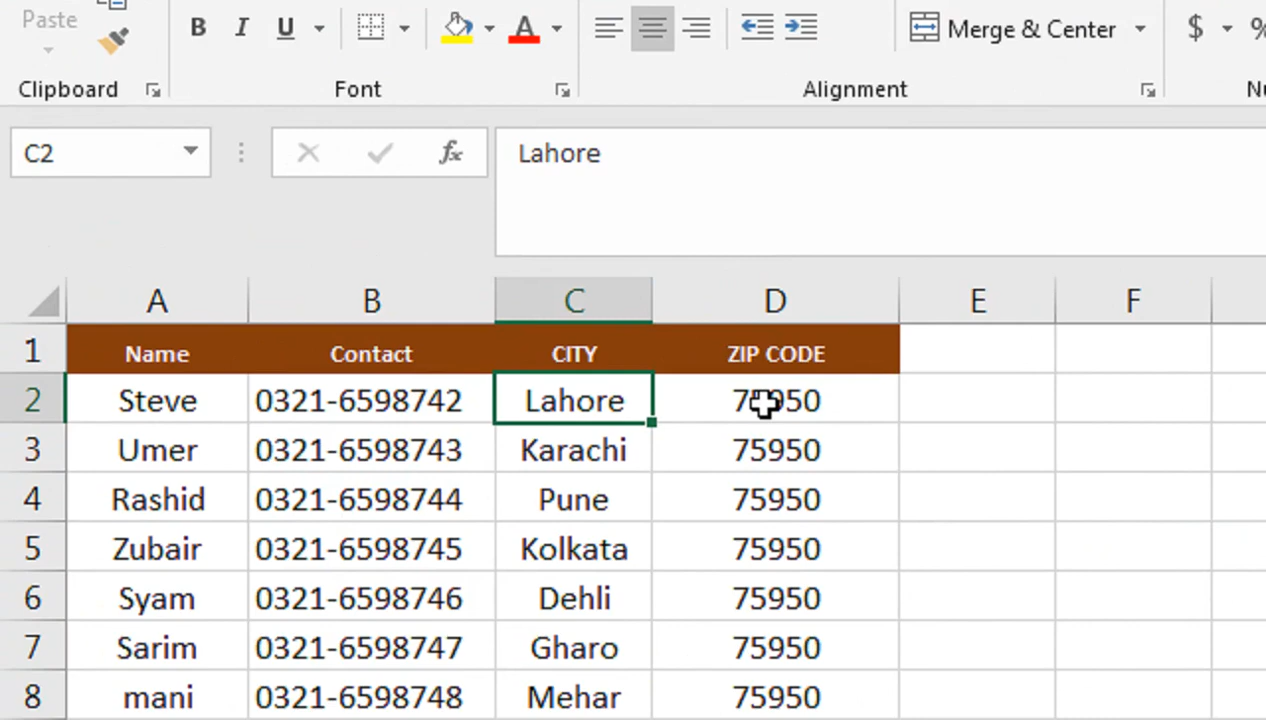 Paste B I U A Merge & Center $ %
Clipboard Font Alignment
C2 fx Lahore
A B C D E F
1 Name Contact CITY ZIP CODE
2 Steve 0321-6598742 Lahore 75950
3 Umer 0321-6598743 Karachi 75950
4 Rashid 0321-6598744 Pune 75950
5 Zubair 0321-6598745 Kolkata 75950
6 Syam 0321-6598746 Dehli 75950
7 Sarim 0321-6598747 Gharo 75950
8 mani 0321-6598748 Mehar 75950